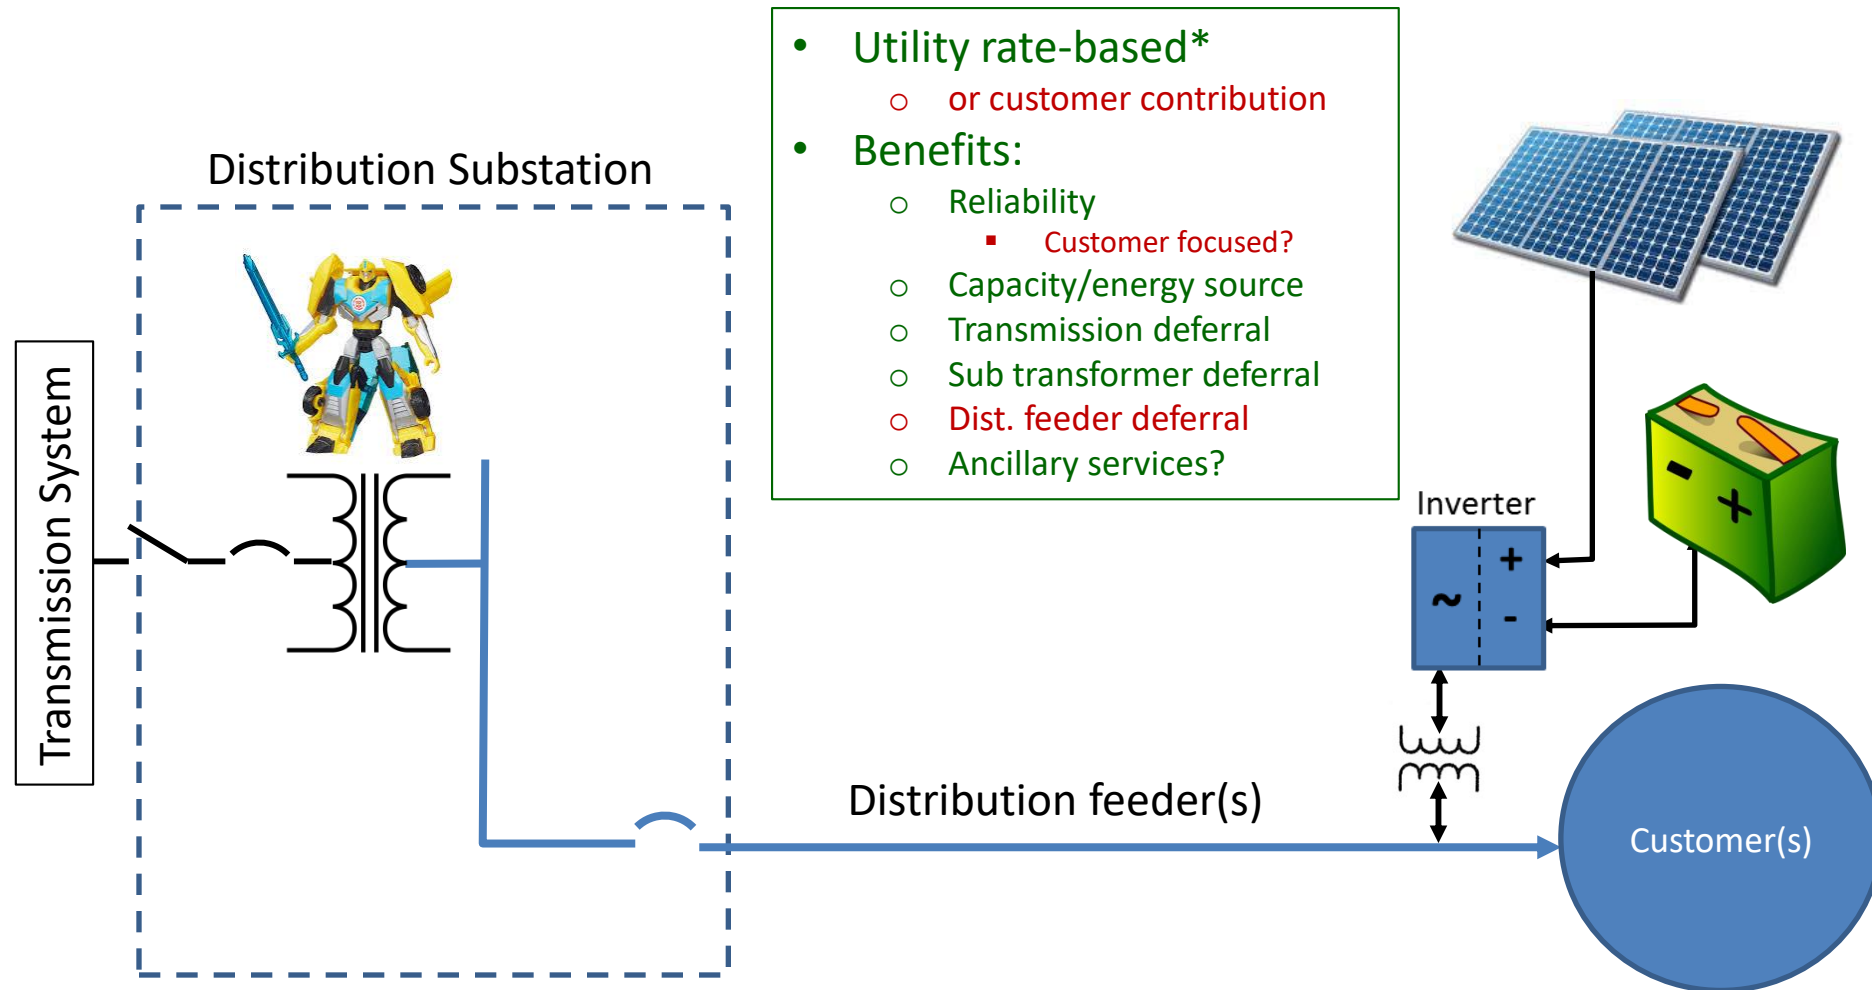 • Utility rate-based*
o or customer contribution
• Benefits:
o Reliability
▪ Customer focused?
o Capacity/energy source
o Transmission deferral
o Sub transformer deferral
o Dist. feeder deferral
o Ancillary services?
Distribution Substation
Transmission System
Inverter
+
~
-
- +
Distribution feeder(s)
Customer(s)